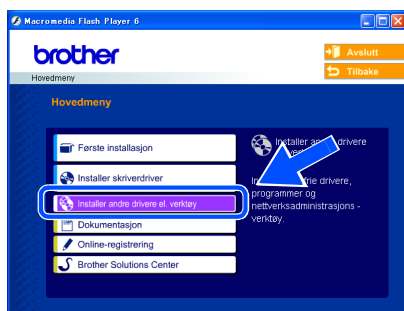 Macromedia Flash Player 6
brother
Avslutt
Tilbake
Hovedmeny
Hovedmeny
Første installasjon
Installer skriverdriver
Installer andre drivere el. verktøy
Dokumentasjon
Online-registrering
Brother Solutions Center
Installer drivere
drivere,
programmer og
nettverksadministrasjons -
verktøy.